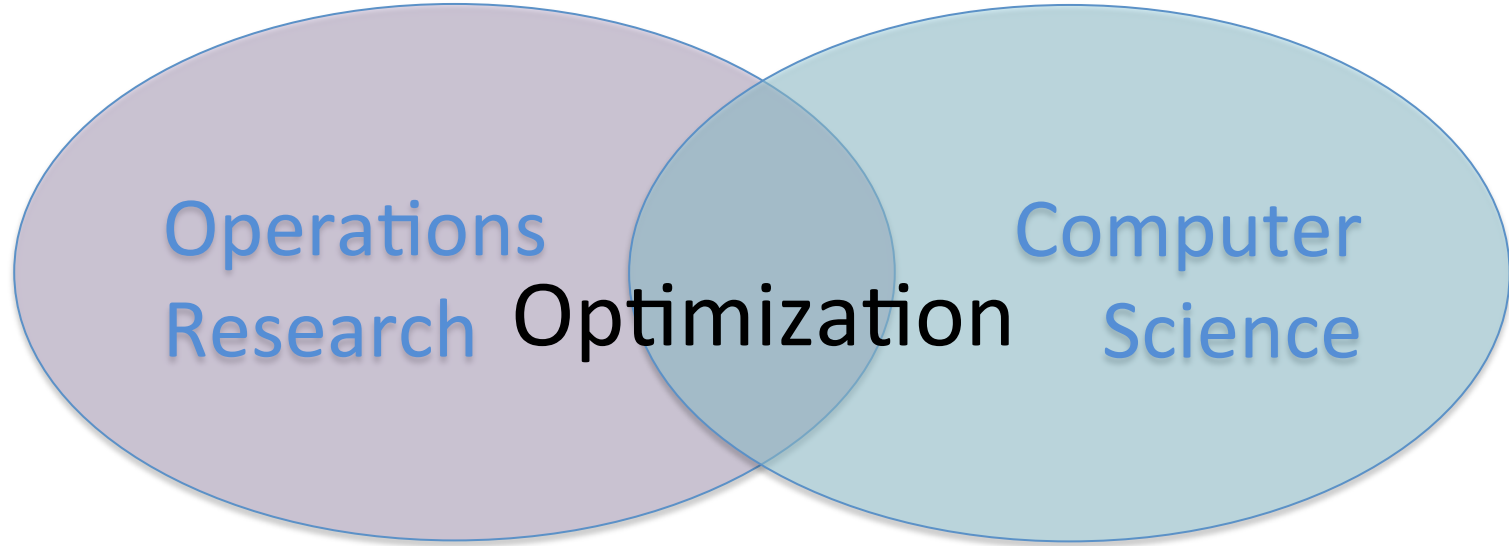 Operations
Research
Optimization
Computer
Science